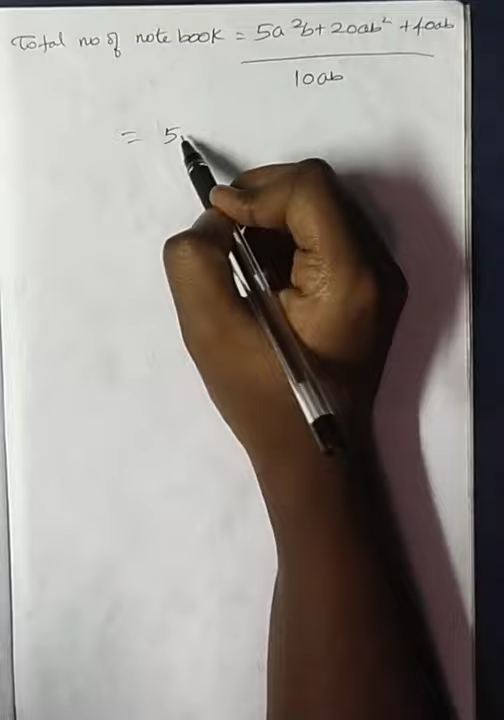 Total no of note book = 5a²b + 20ab² + 40ab
10ab
= 5